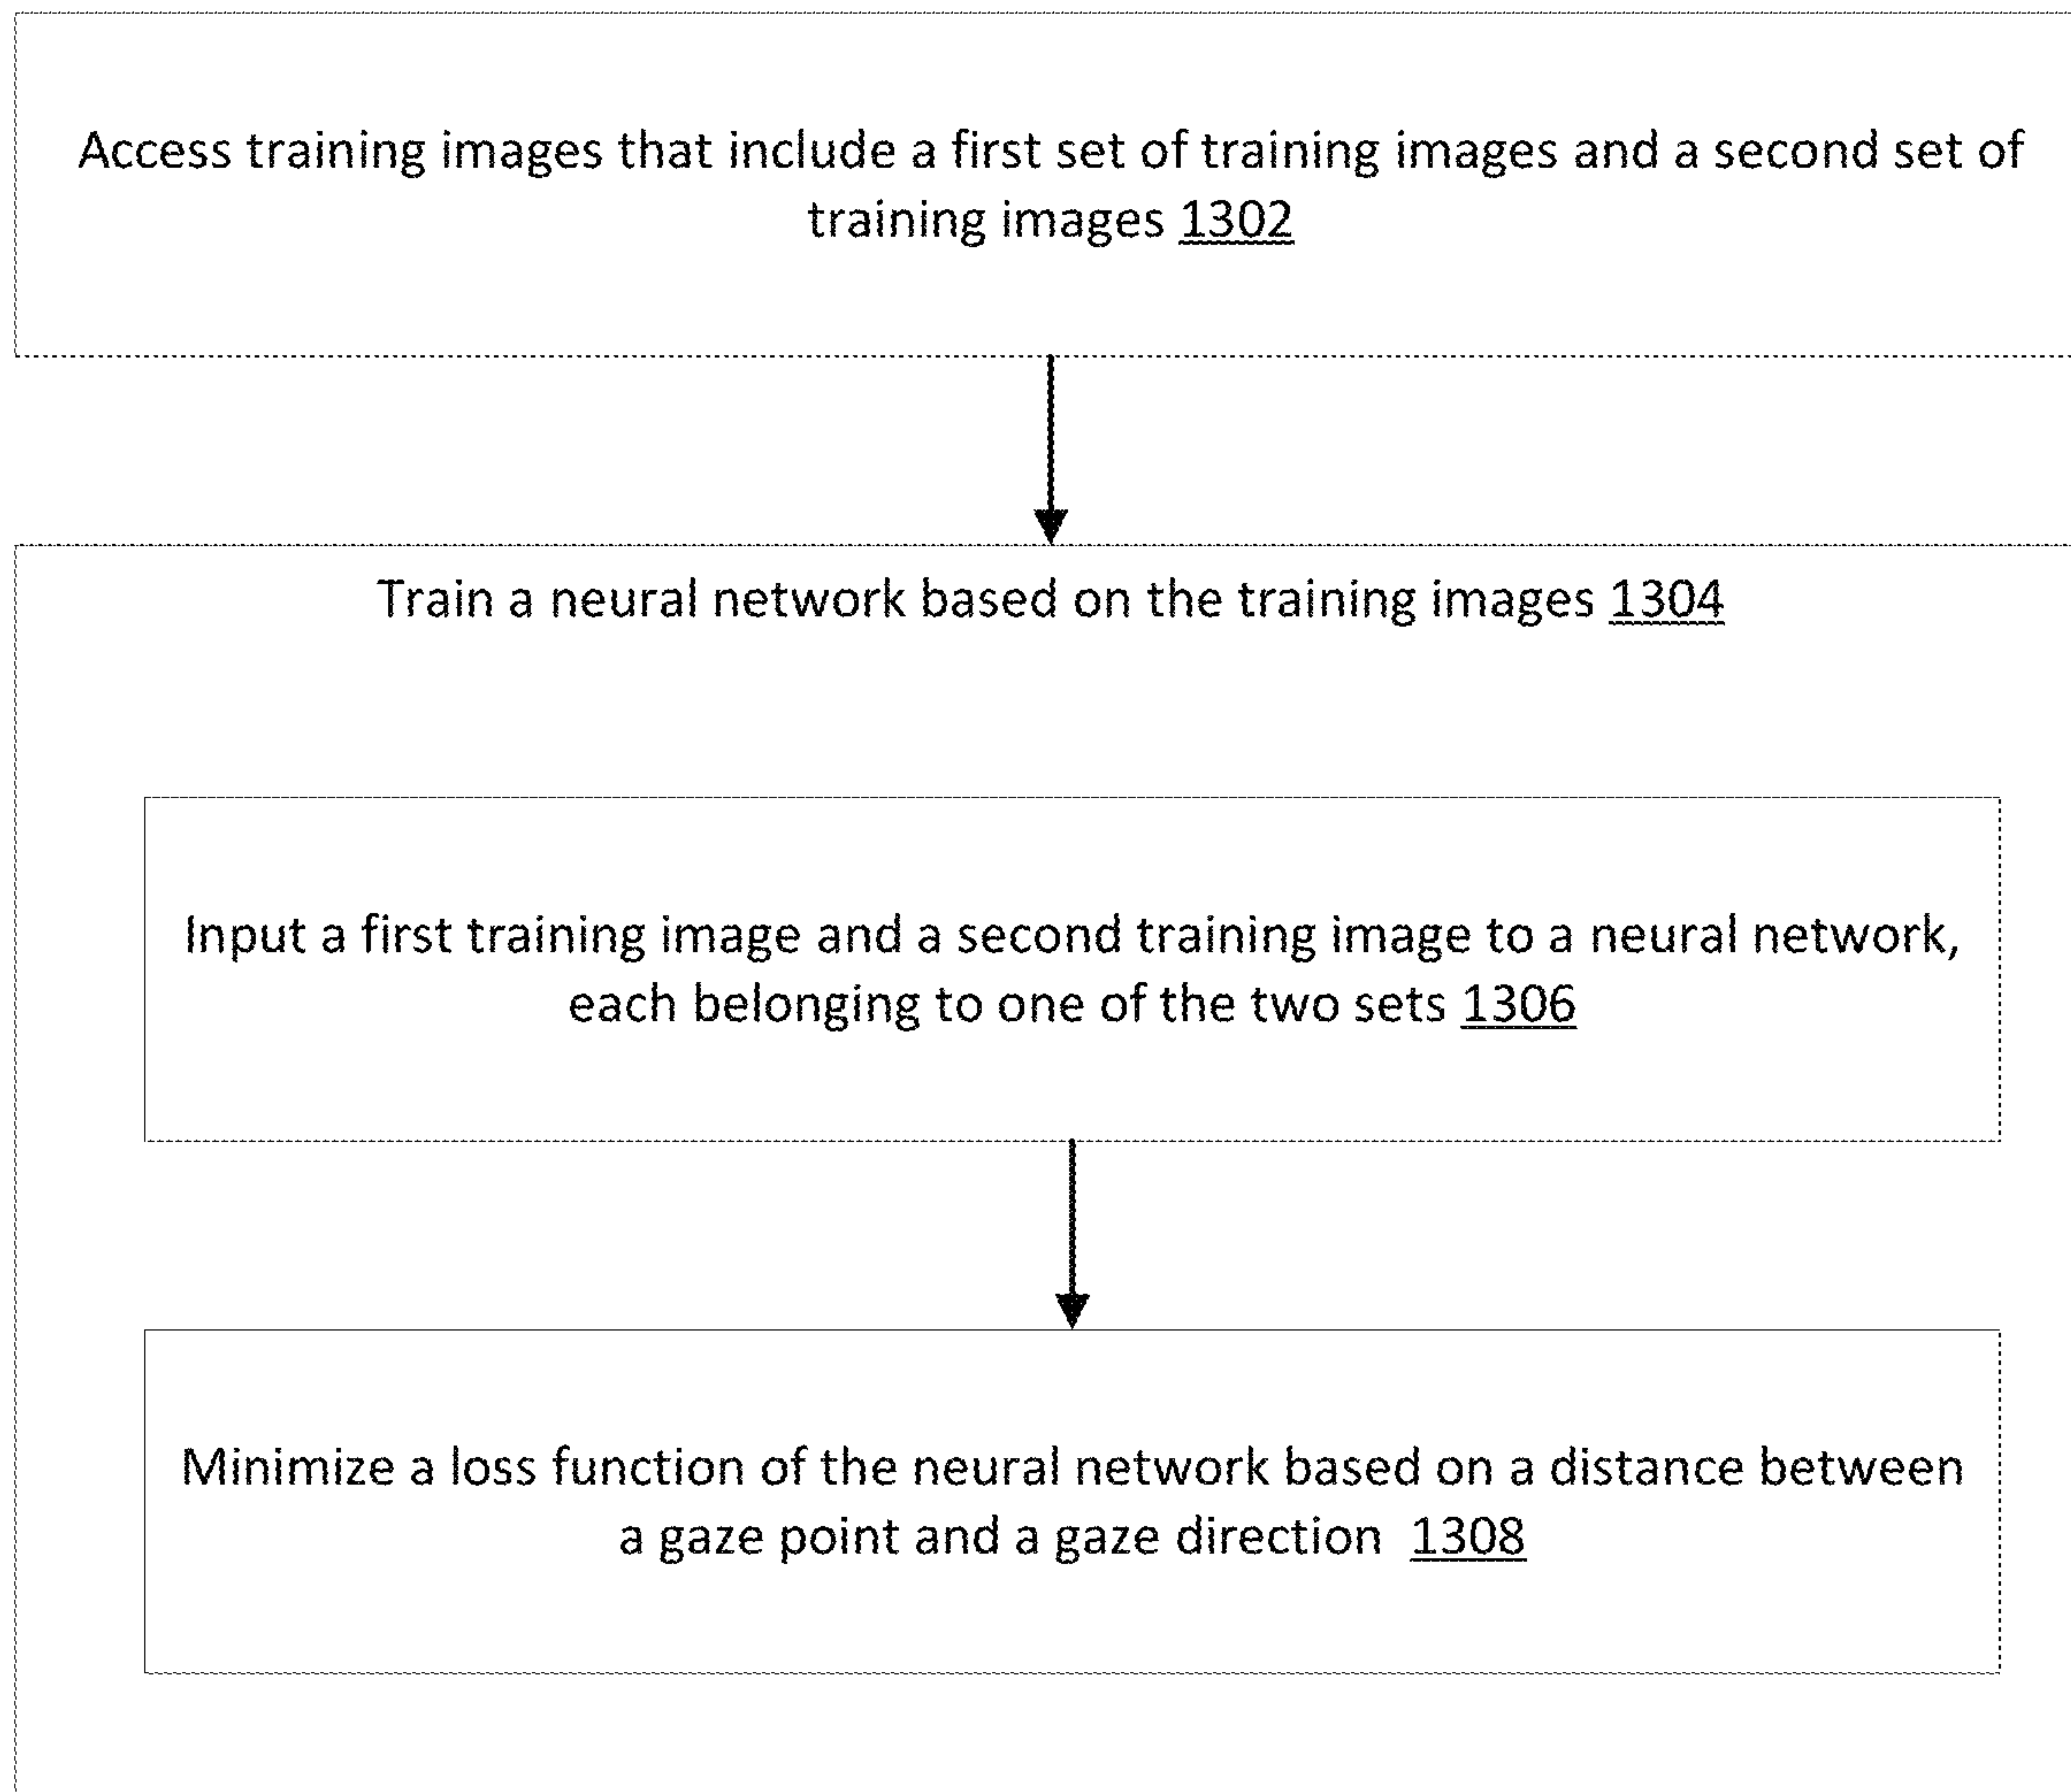 Access training images that include a first set of training images and a second set of
training images 1302
Train a neural network based on the training images 1304
Input a first training image and a second training image to a neural network,
each belonging to one of the two sets 1306
Minimize a loss function of the neural network based on a distance between
a gaze point and a gaze direction 1308